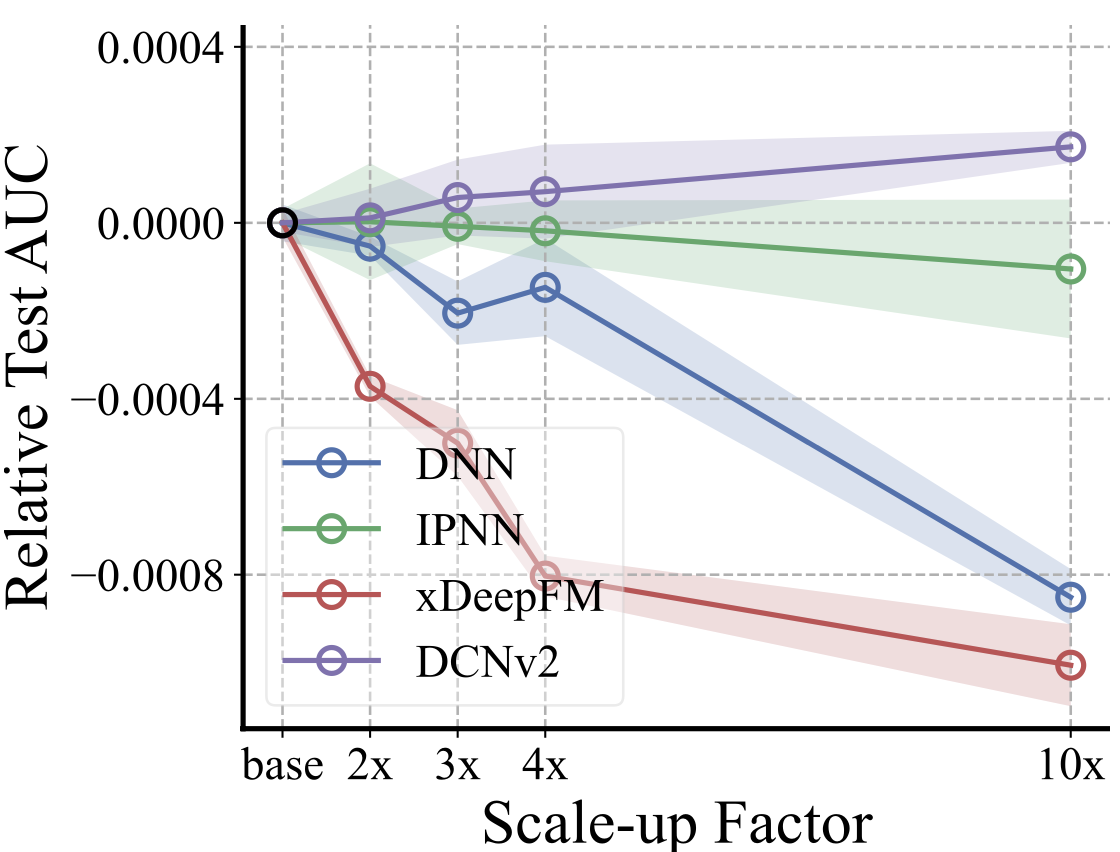 0.0004
0.0000
−0.0004
−0.0008
Relative Test AUC
DNN
IPNN
xDeepFM
DCNv2
base 2x 3x 4x 10x
Scale-up Factor